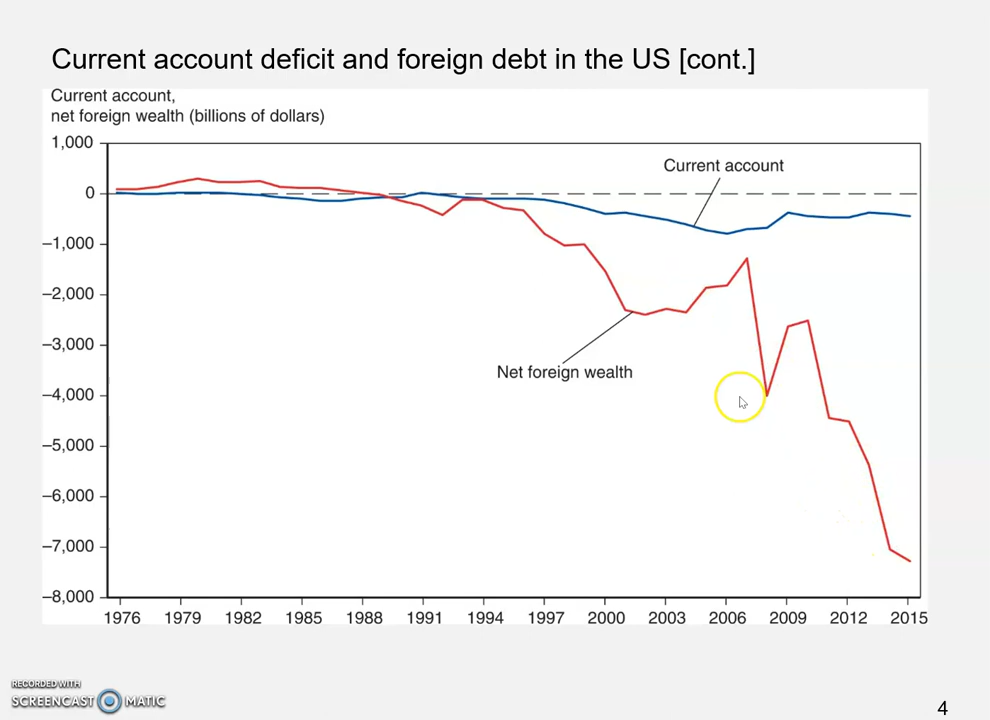 Current account deficit and foreign debt in the US [cont.]
Current account,
net foreign wealth (billions of dollars)
1,000
0
–1,000
–2,000
–3,000
–4,000
–5,000
–6,000
–7,000
–8,000
Current account
Net foreign wealth
1976 1979 1982 1985 1988 1991 1994 1997 2000 2003 2006 2009 2012 2015
RECORDED WITH
SCREENCAST MATIC
4